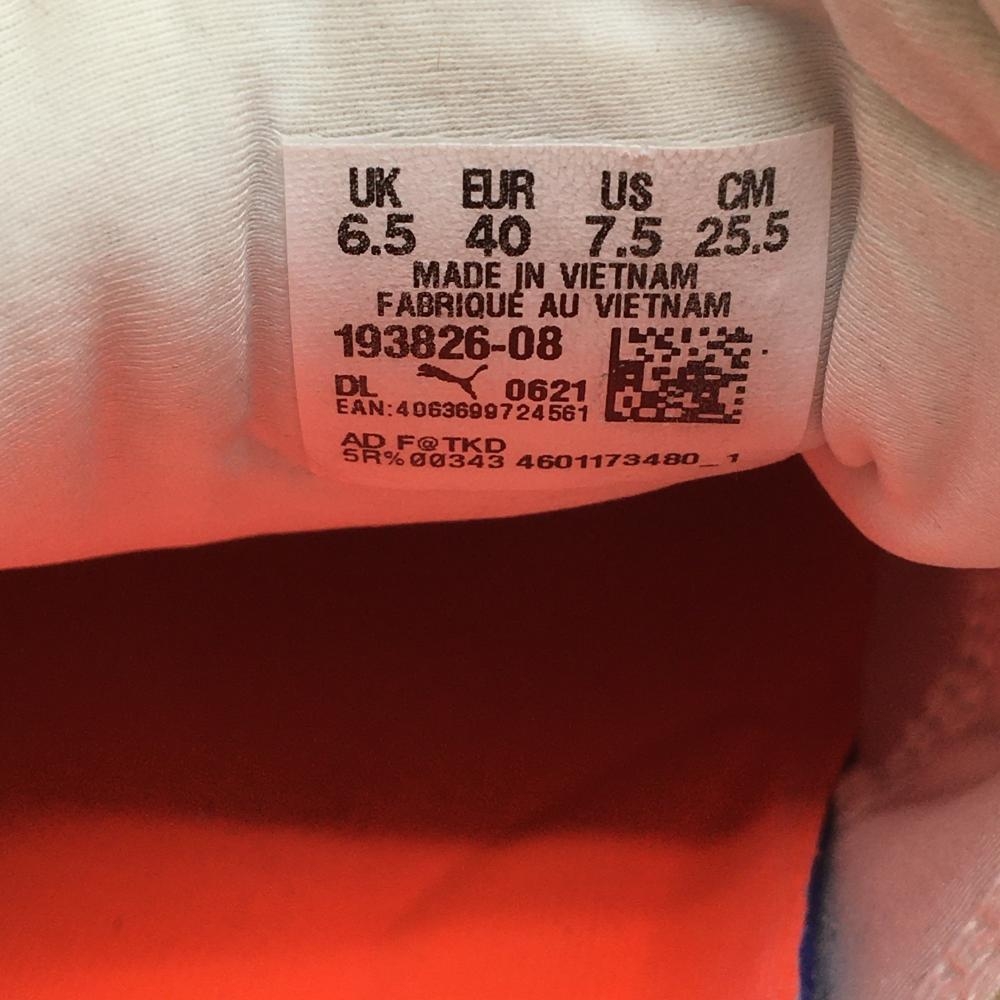 UK EUR US CM
6.5 40 7.5 25.5
MADE IN VIETNAM
FABRIQUÉ AU VIETNAM
193826-08
DL 0621
EAN:4063699724561
AD F@TKD
5R%00343 4601173480_1